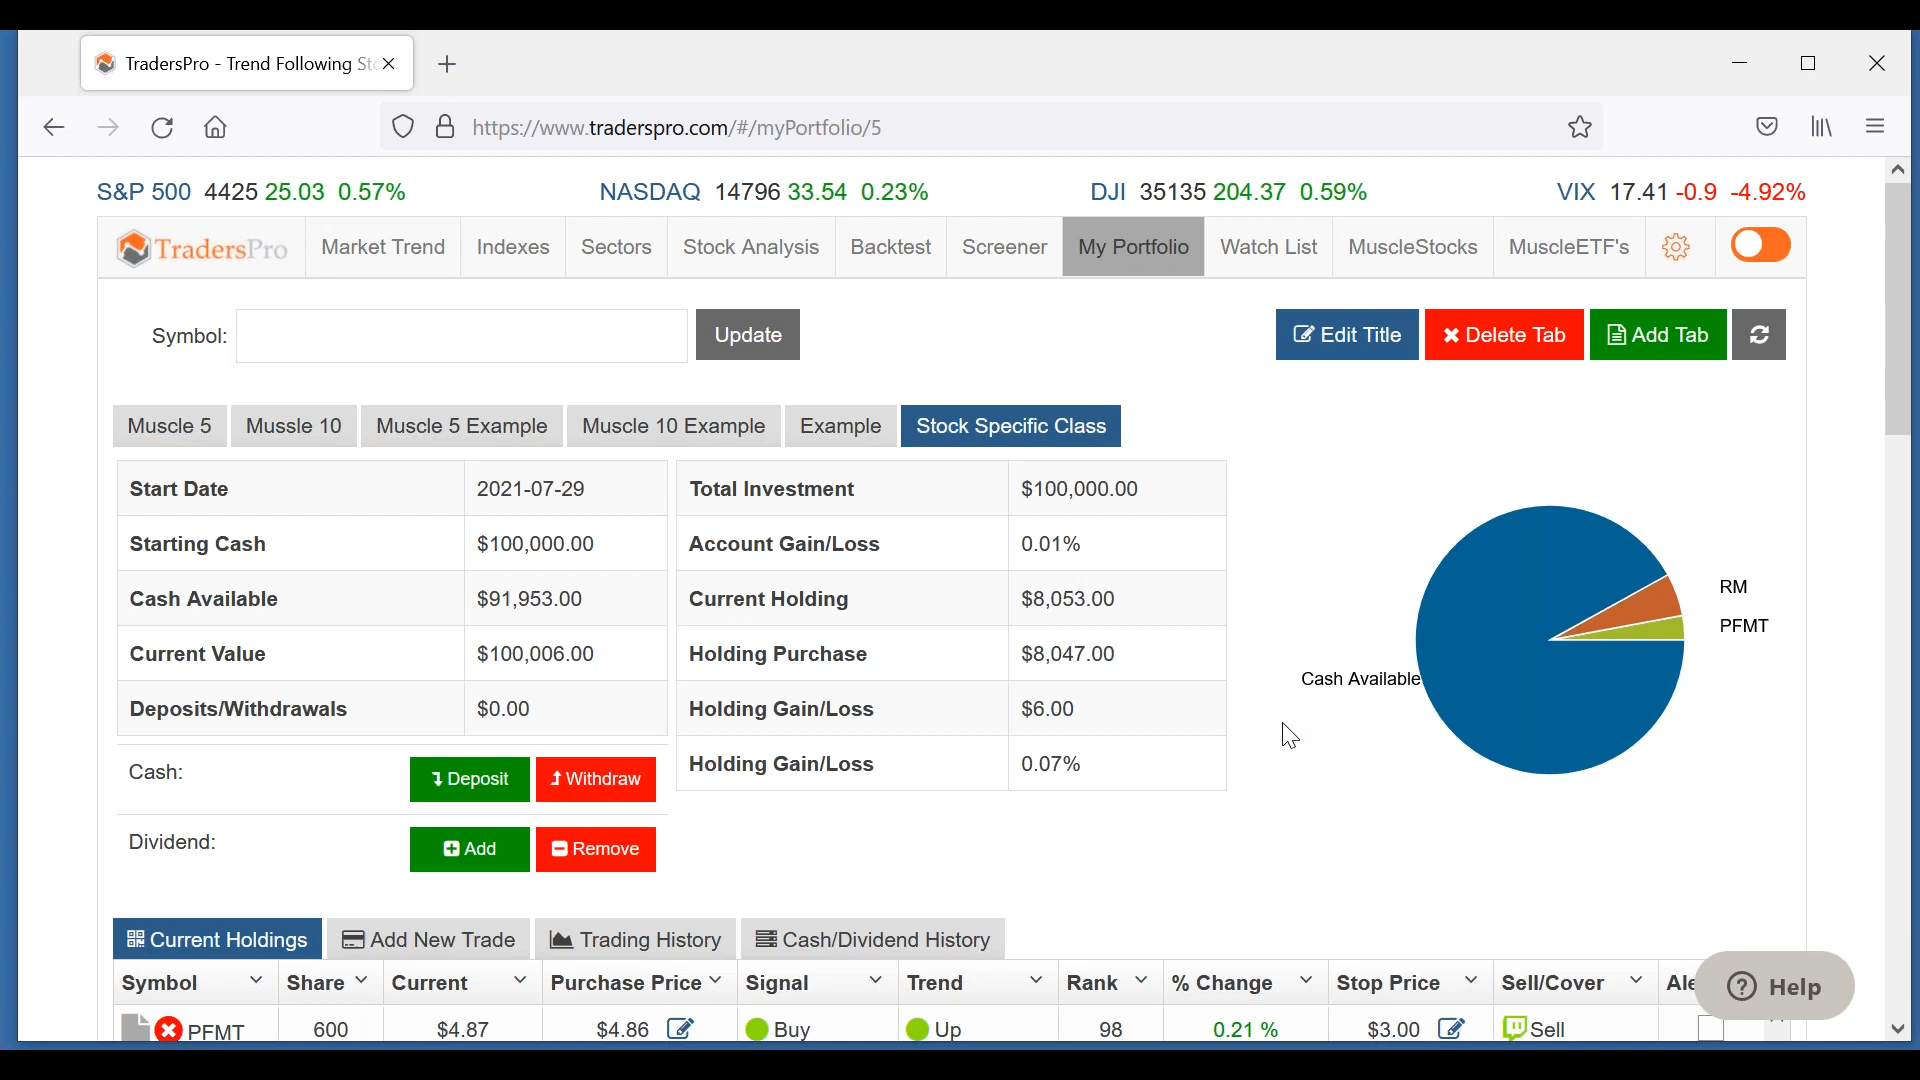 TradersPro - Trend Following Sto
https://www.traderspro.com/#/myPortfolio/5
S&P 500 4425 25.03 0.57% NASDAQ 14796 33.54 0.23% DJI 35135 204.37 0.59% VIX 17.41 -0.9 -4.92%
TradersPro Market Trend Indexes Sectors Stock Analysis Backtest Screener My Portfolio Watch List MuscleStocks MuscleETF's
Symbol: Update Edit Title Delete Tab Add Tab
Muscle 5 Mussle 10 Muscle 5 Example Muscle 10 Example Example Stock Specific Class
Start Date 2021-07-29 Total Investment $100,000.00
Starting Cash $100,000.00 Account Gain/Loss 0.01%
Cash Available $91,953.00 Current Holding $8,053.00
Current Value $100,006.00 Holding Purchase $8,047.00
Deposits/Withdrawals $0.00 Holding Gain/Loss $6.00
Holding Gain/Loss 0.07%
RM
PFMT
Cash Available
Cash: Deposit Withdraw
Dividend: Add Remove
Current Holdings Add New Trade Trading History Cash/Dividend History
Symbol Share Current Purchase Price Signal Trend Rank % Change Stop Price Sell/Cover Ale
PFMT 600 $4.87 $4.86 Buy Up 98 0.21 % $3.00 Sell
Help